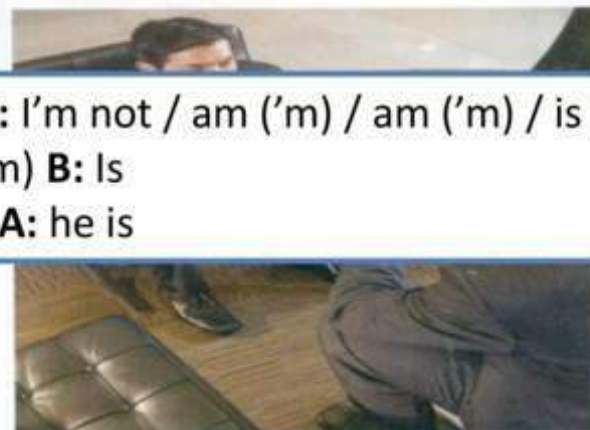 : I’m not / am (’m) / am (’m) / is
m) B: Is
A: he is